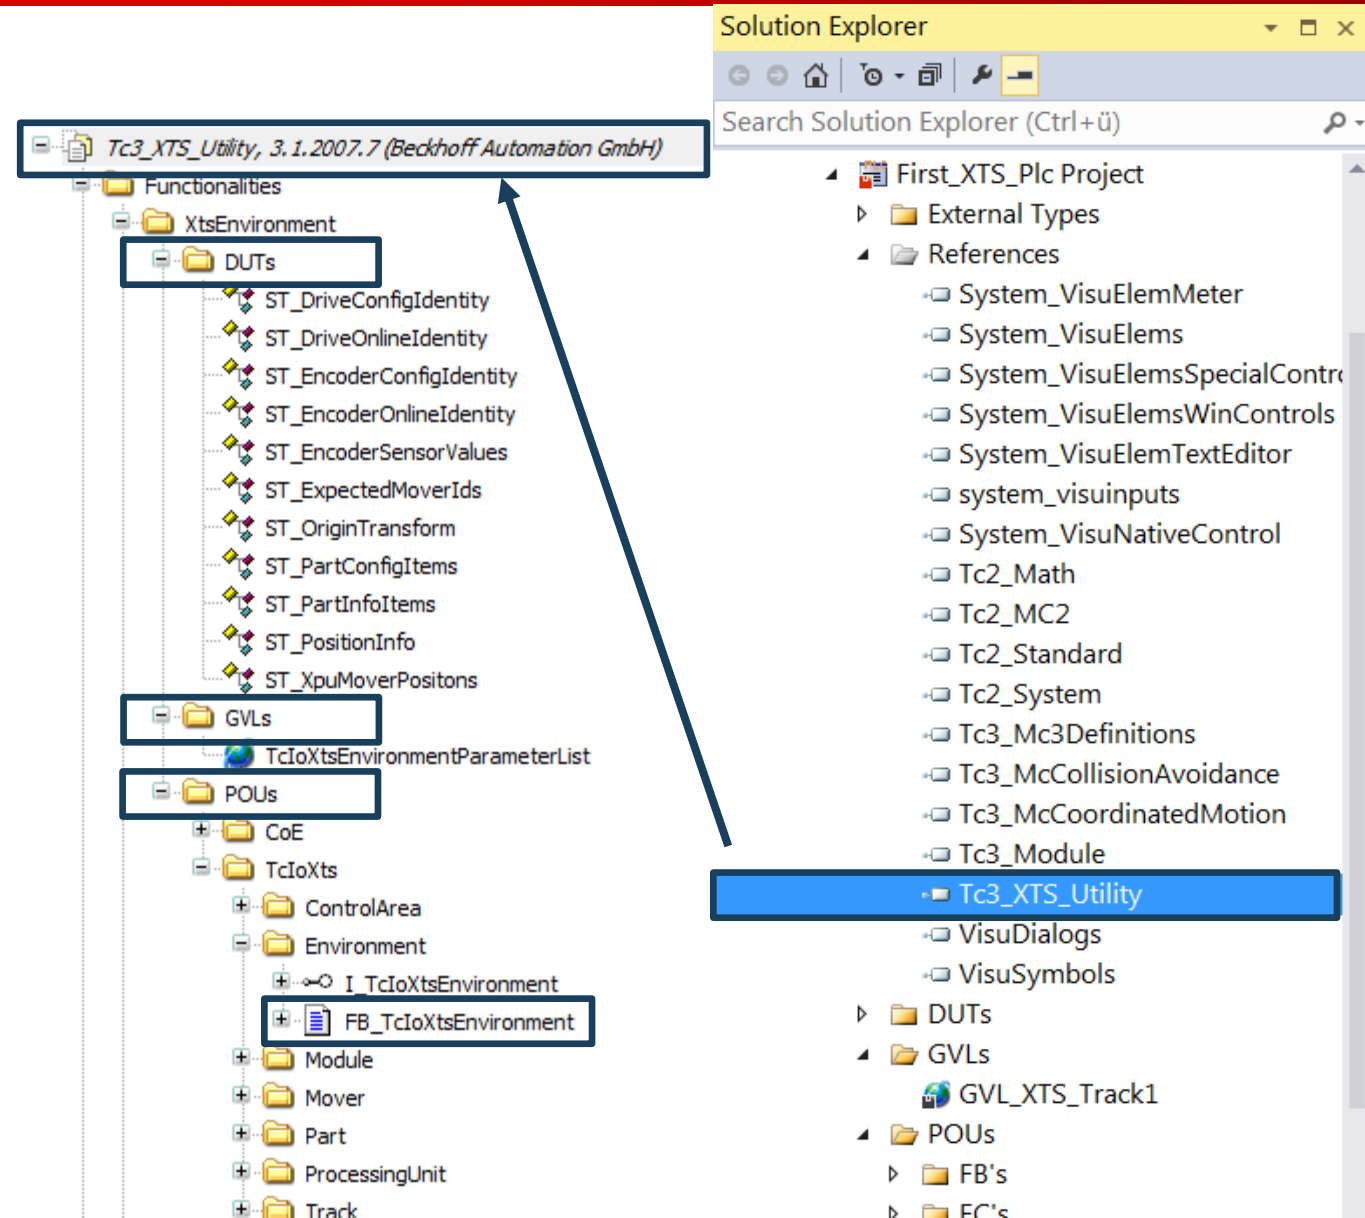 Tc3_XTS_Utility, 3.1.2007.7 (Beckhoff Automation GmbH)
Functionalities
XtsEnvironment
DUTs
ST_DriveConfigIdentity
ST_DriveOnlineIdentity
ST_EncoderConfigIdentity
ST_EncoderOnlineIdentity
ST_EncoderSensorValues
ST_ExpectedMoverIds
ST_OriginTransform
ST_PartConfigItems
ST_PartInfoItems
ST_PositionInfo
ST_XpuMoverPositons
GVLs
TcIoXtsEnvironmentParameterList
POUs
CoE
TcIoXts
ControlArea
Environment
I_TcIoXtsEnvironment
FB_TcIoXtsEnvironment
Module
Mover
Part
ProcessingUnit
Track
Solution Explorer
Search Solution Explorer (Ctrl+ü)
First_XTS_Plc Project
External Types
References
System_VisuElemMeter
System_VisuElems
System_VisuElemsSpecialContro
System_VisuElemsWinControls
System_VisuElemTextEditor
system_visuinputs
System_VisuNativeControl
Tc2_Math
Tc2_MC2
Tc2_Standard
Tc2_System
Tc3_Mc3Definitions
Tc3_McCollisionAvoidance
Tc3_McCoordinatedMotion
Tc3_Module
Tc3_XTS_Utility
VisuDialogs
VisuSymbols
DUTs
GVLs
GVL_XTS_Track1
POUs
FB's
FC's